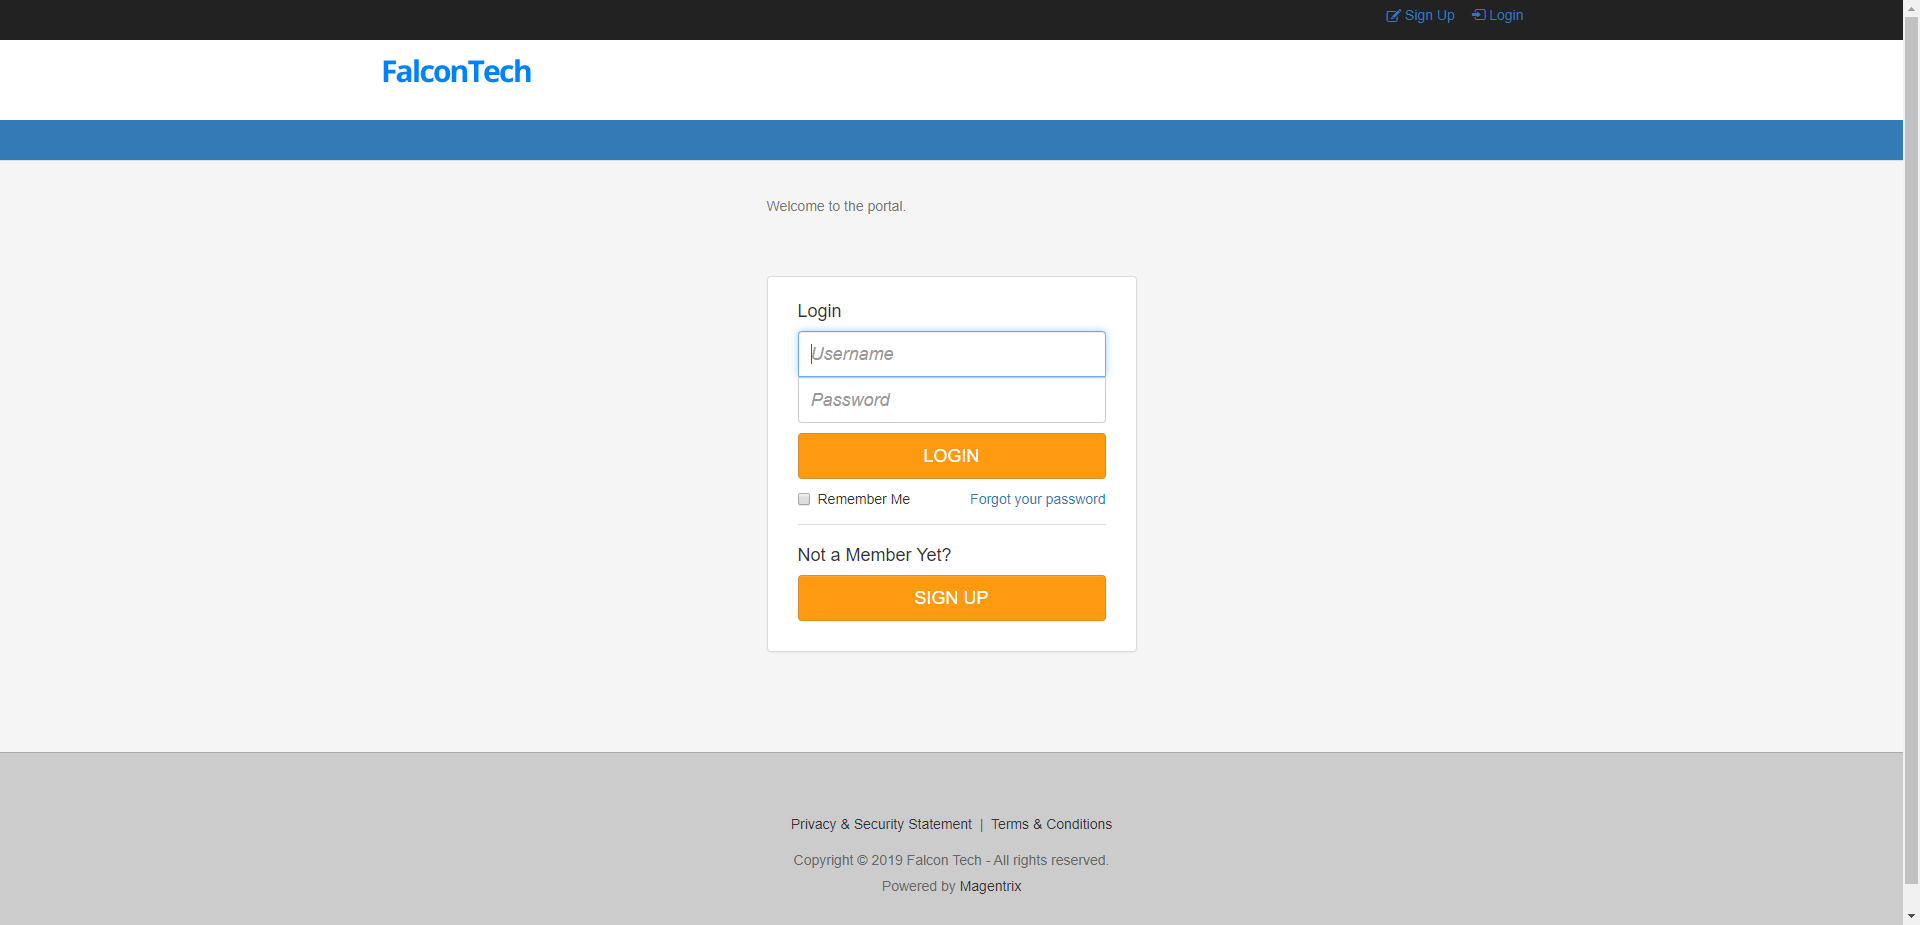 Sign Up Login
FalconTech
Welcome to the portal.
Login
Username
Password
LOGIN
Remember Me Forgot your password
Not a Member Yet?
SIGN UP
Privacy & Security Statement | Terms & Conditions
Copyright © 2019 Falcon Tech - All rights reserved.
Powered by Magentrix